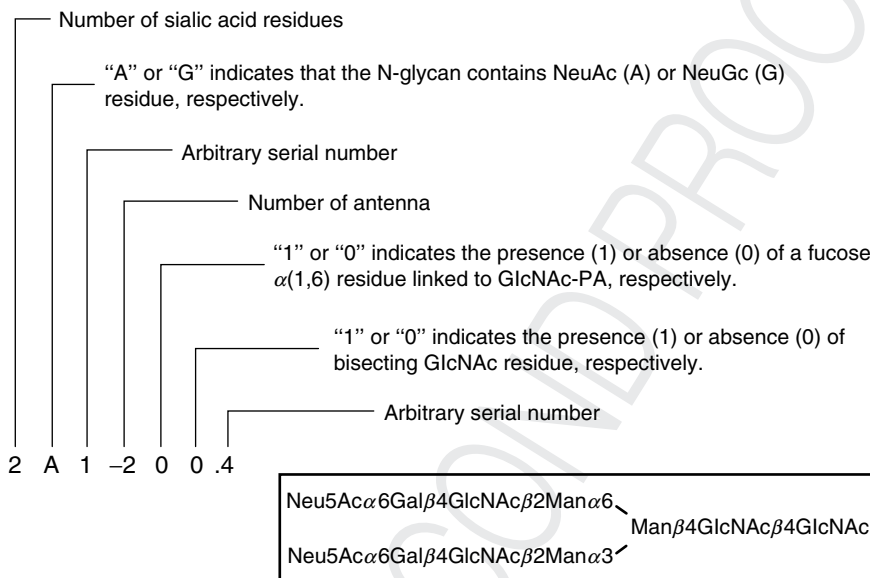 Number of sialic acid residues
“A” or “G” indicates that the N-glycan contains NeuAc (A) or NeuGc (G)
residue, respectively.
Arbitrary serial number
Number of antenna
“1” or “0” indicates the presence (1) or absence (0) of a fucose
α(1,6) residue linked to GlcNAc-PA, respectively.
“1” or “0” indicates the presence (1) or absence (0) of
bisecting GlcNAc residue, respectively.
Arbitrary serial number
2 A 1 –2 0 0 .4
Neu5Acα6Galβ4GlcNAcβ2Manα6
Manβ4GlcNAcβ4GlcNAc
Neu5Acα6Galβ4GlcNAcβ2Manα3
COND PROO